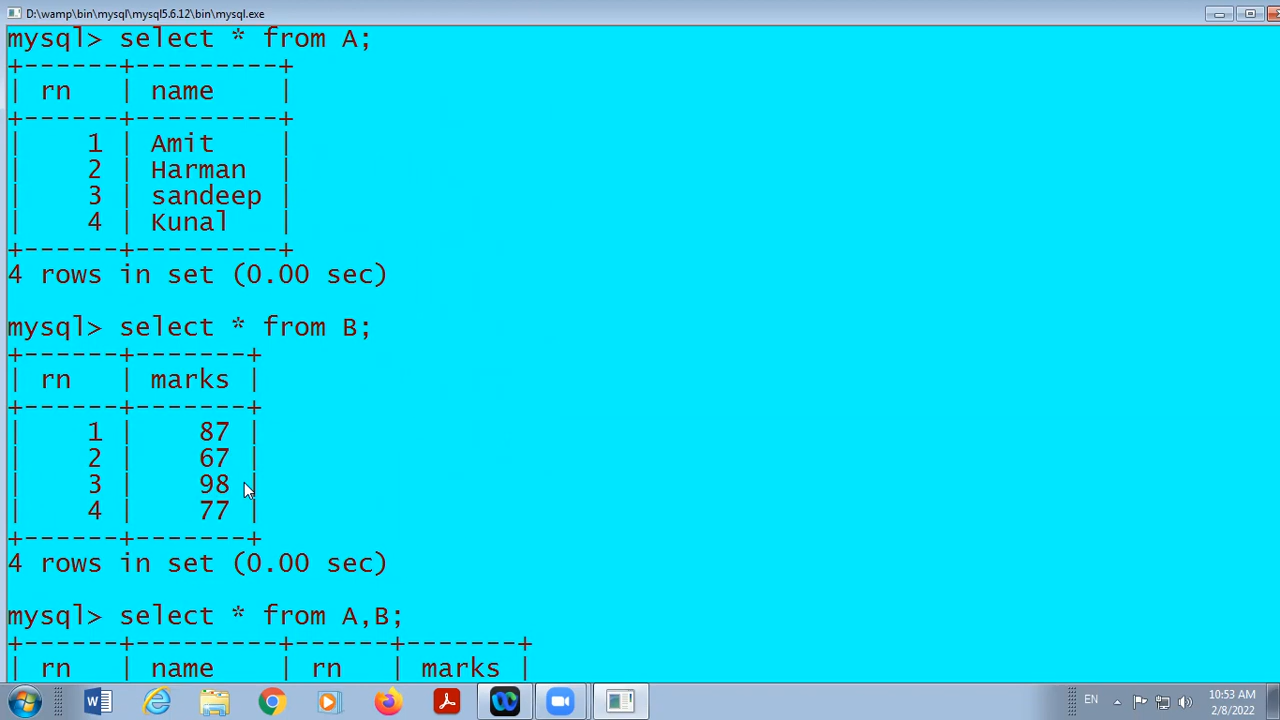 D:\wamp\bin\mysql\mysql5.6.12\bin\mysql.exe
mysql> select * from A;
+------+---------+
| rn   | name    |
+------+---------+
|    1 | Amit    |
|    2 | Harman  |
|    3 | sandeep |
|    4 | Kunal   |
+------+---------+
4 rows in set (0.00 sec)
mysql> select * from B;
+------+-------+
| rn   | marks |
+------+-------+
|    1 |    87 |
|    2 |    67 |
|    3 |    98 |
|    4 |    77 |
+------+-------+
4 rows in set (0.00 sec)
mysql> select * from A,B;
+------+---------+------+-------+
| rn   | name    | rn   | marks |
EN
10:53 AM
2/8/2022